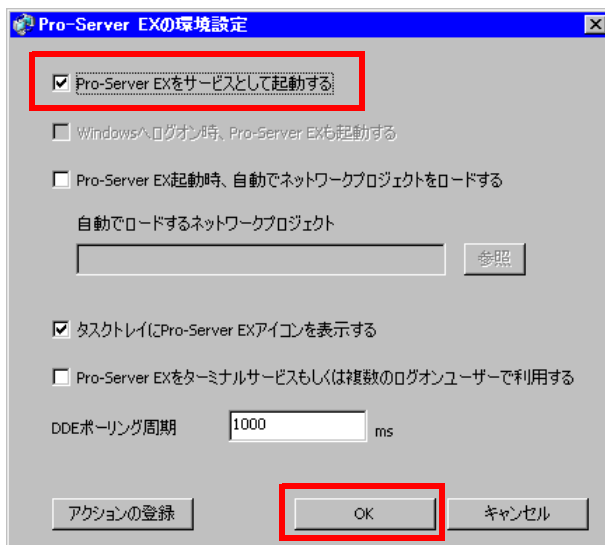 Pro-Server EXの環境設定
Pro-Server EXをサービスとして起動する
Windowsへログオン時、Pro-Server EXも起動する
Pro-Server EX起動時、自動でネットワークプロジェクトをロードする
自動でロードするネットワークプロジェクト
参照
タスクトレイにPro-Server EXアイコンを表示する
Pro-Server EXをターミナルサービスもしくは複数のログオンユーザーで利用する
DDEポーリング周期 1000 ms
アクションの登録 OK キャンセル